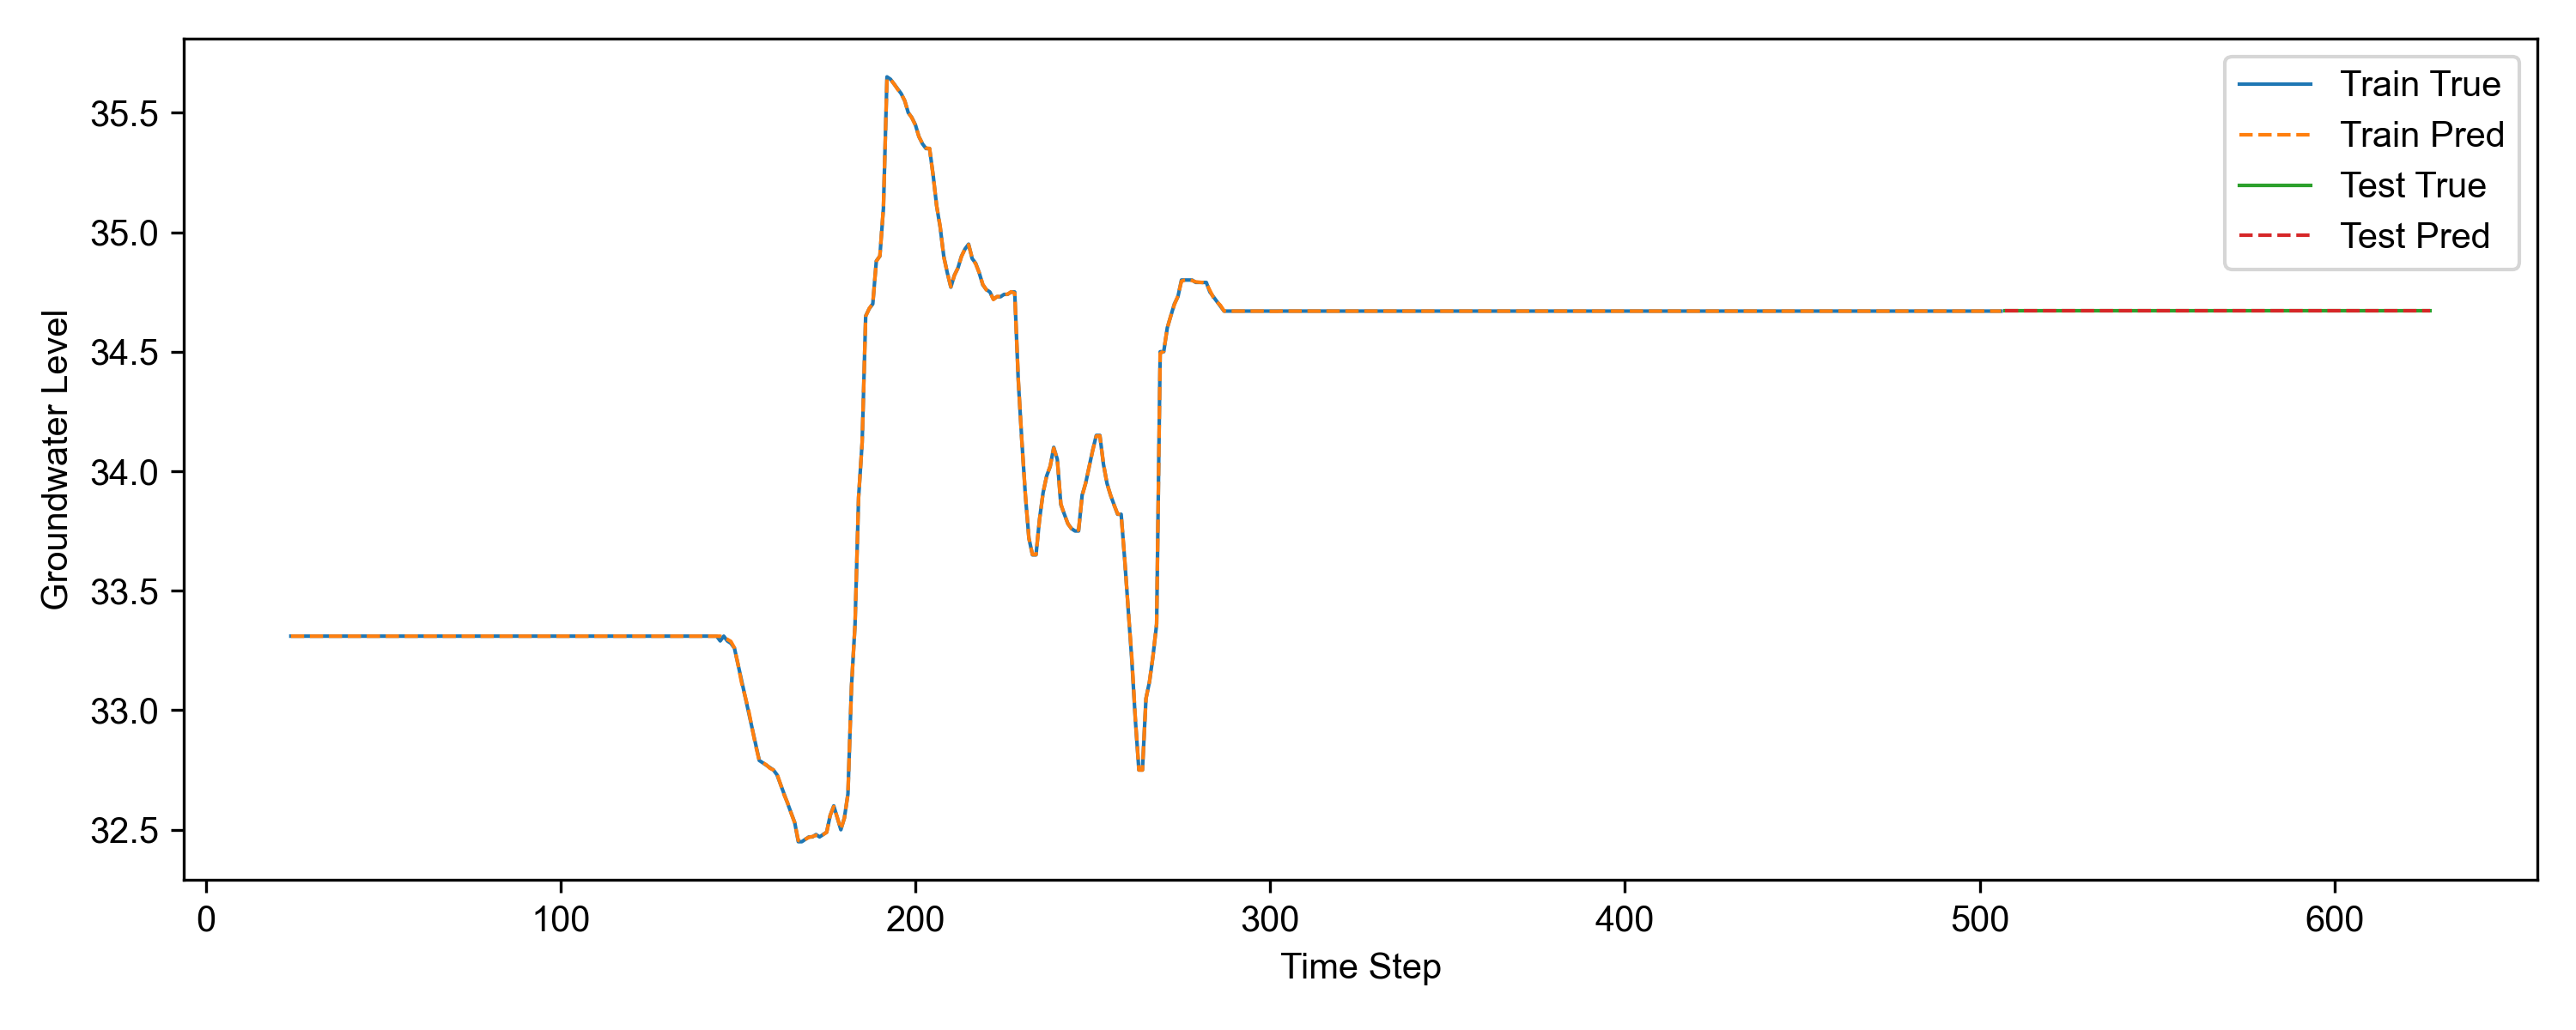 35.5
35.0
34.5
34.0
33.5
33.0
32.5
Groundwater Level
0 100 200 300 400 500 600
Time Step
Train True
Train Pred
Test True
Test Pred